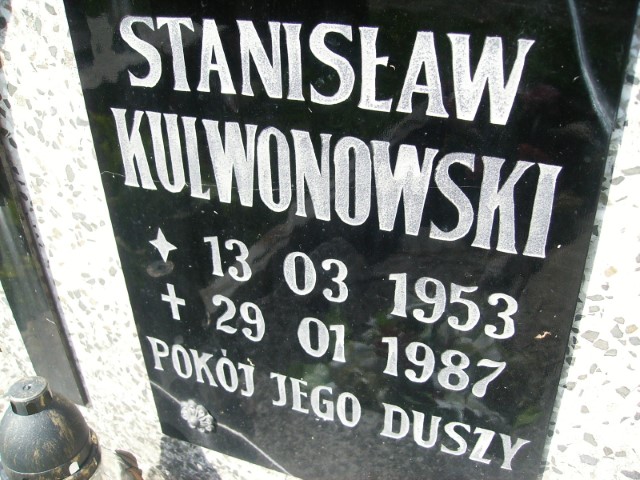 STANISŁAW
KULWONOWSKI
✦ 13 03 1953
✝ 29 01 1987
POKÓJ JEGO DUSZY